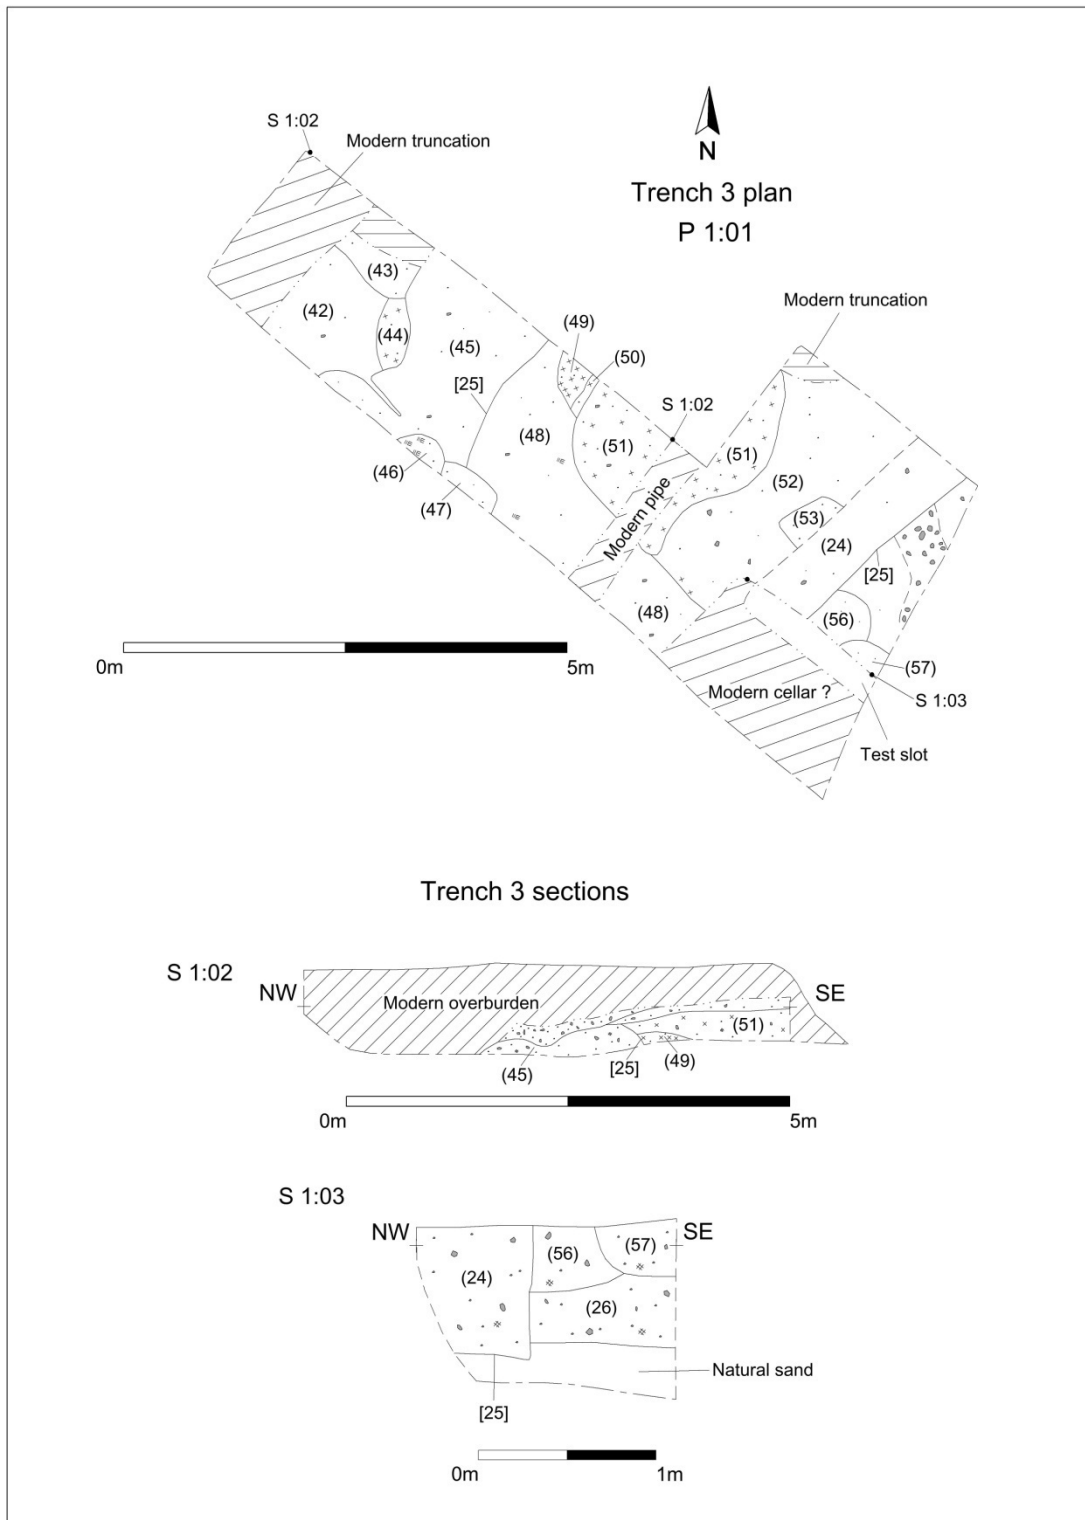 S 1:02
Modern truncation
N
Trench 3 plan
P 1:01
(43)
(42)
(44)
(45)
[25]
(49)
(50)
Modern truncation
S 1:02
(48)
(51)
(51)
(52)
(46)
(47)
Modern pipe
(53)
(24)
[25]
(48)
(56)
(57)
0m
5m
Modern cellar ?
S 1:03
Test slot
Trench 3 sections
S 1:02
NW
SE
Modern overburden
(51)
(45)
[25]
(49)
0m
5m
S 1:03
NW
SE
(24)
(56)
(57)
(26)
Natural sand
[25]
0m
1m